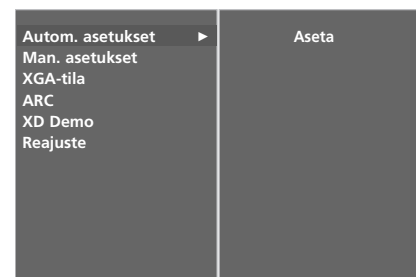 Autom. asetukset ► Aseta
Man. asetukset
XGA-tila
ARC
XD Demo
Reajuste